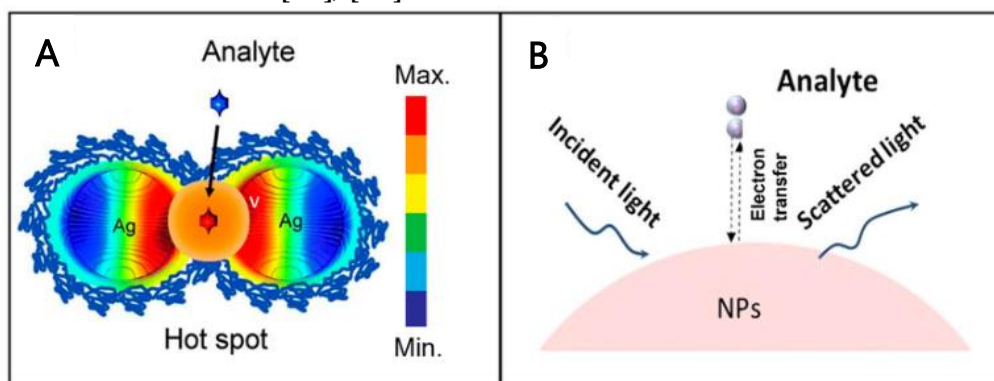 A
Analyte
Max.
Ag
v
Ag
Hot spot
Min.
B
Analyte
Incident light
Electron
transfer
Scattered light
NPs